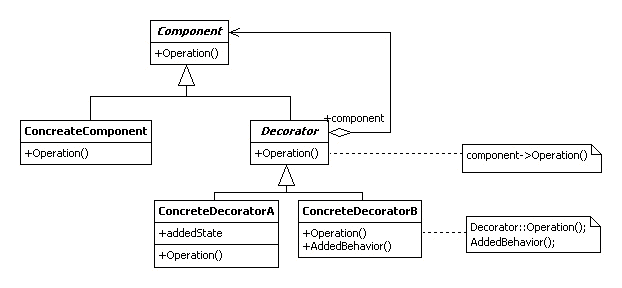 Component
+Operation()
+component
ConcreateComponent
+Operation()
Decorator
+Operation()
component->Operation()
ConcreteDecoratorA
+addedState
+Operation()
ConcreteDecoratorB
+Operation()
+AddedBehavior()
Decorator::Operation();
AddedBehavior();